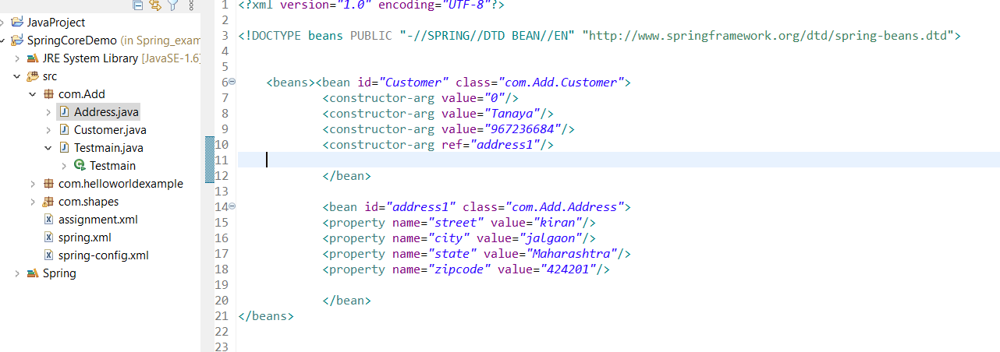 JavaProject
SpringCoreDemo (in Spring_exam
JRE System Library [JavaSE-1.6]
src
com.Add
Address.java
Customer.java
Testmain.java
Testmain
com.helloworldexample
com.shapes
assignment.xml
spring.xml
spring-config.xml
Spring
1 <?xml version="1.0" encoding="UTF-8"?>
2
3 <!DOCTYPE beans PUBLIC "-//SPRING//DTD BEAN//EN" "http://www.springframework.org/dtd/spring-beans.dtd">
4
5
6 <beans><bean id="Customer" class="com.Add.Customer">
7 <constructor-arg value="0"/>
8 <constructor-arg value="Tanaya"/>
9 <constructor-arg value="967236684"/>
10 <constructor-arg ref="address1"/>
11
12 </bean>
13
14 <bean id="address1" class="com.Add.Address">
15 <property name="street" value="kiran"/>
16 <property name="city" value="jalgaon"/>
17 <property name="state" value="Maharashtra"/>
18 <property name="zipcode" value="424201"/>
19
20 </bean>
21 </beans>
22
23